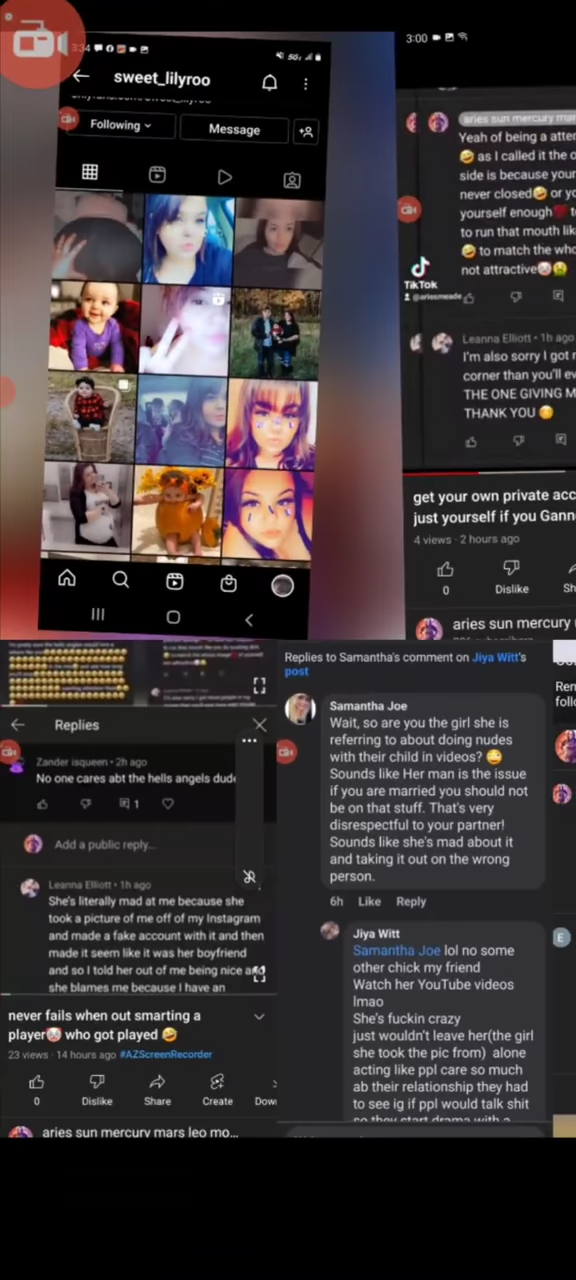 3:34
5G
sweet_lilyroo
Following
Message
3:00
aries sun mercury mar
Yeah of being a atter
🤣 as I called it the o
side is because your
never closed🤣 or yo
yourself enough
to run that mouth lik
🤣 to match the who
not attractive🤡🤮
TikTok
@ariesmeade
Leanna Elliott • 1h ago
I'm also sorry I got r
corner than you'll ev
THE ONE GIVING M
THANK YOU
get your own private acc
just yourself if you Gann
4 views · 2 hours ago
0
Dislike
Sh
aries sun mercury
Replies
Zander isqueen • 2h ago
No one cares abt the hells angels dude
1
Add a public reply...
Leanna Elliott • 1h ago
She's literally mad at me because she
took a picture of me off of my Instagram
and made a fake account with it and then
made it seem like it was her boyfriend
and so I told her out of me being nice and
she blames me because I have an
never fails when out smarting a
player🤡 who got played 🤣
23 views · 14 hours ago #AZScreenRecorder
0
Dislike
Share
Create
Dow
aries sun mercury mars leo mo...
Replies to Samantha's comment on Jiya Witt's
post
Samantha Joe
Wait, so are you the girl she is
referring to about doing nudes
with their child in videos?
Sounds like Her man is the issue
if you are married you should not
be on that stuff. That's very
disrespectful to your partner!
Sounds like she's mad about it
and taking it out on the wrong
person.
6h Like Reply
Jiya Witt
Samantha Joe lol no some
other chick my friend
Watch her YouTube videos
lmao
She's fuckin crazy
just wouldn't leave her(the girl
she took the pic from) alone
acting like ppl care so much
ab their relationship they had
to see ig if ppl would talk shit
so they start drama with a
Ren
follo
E